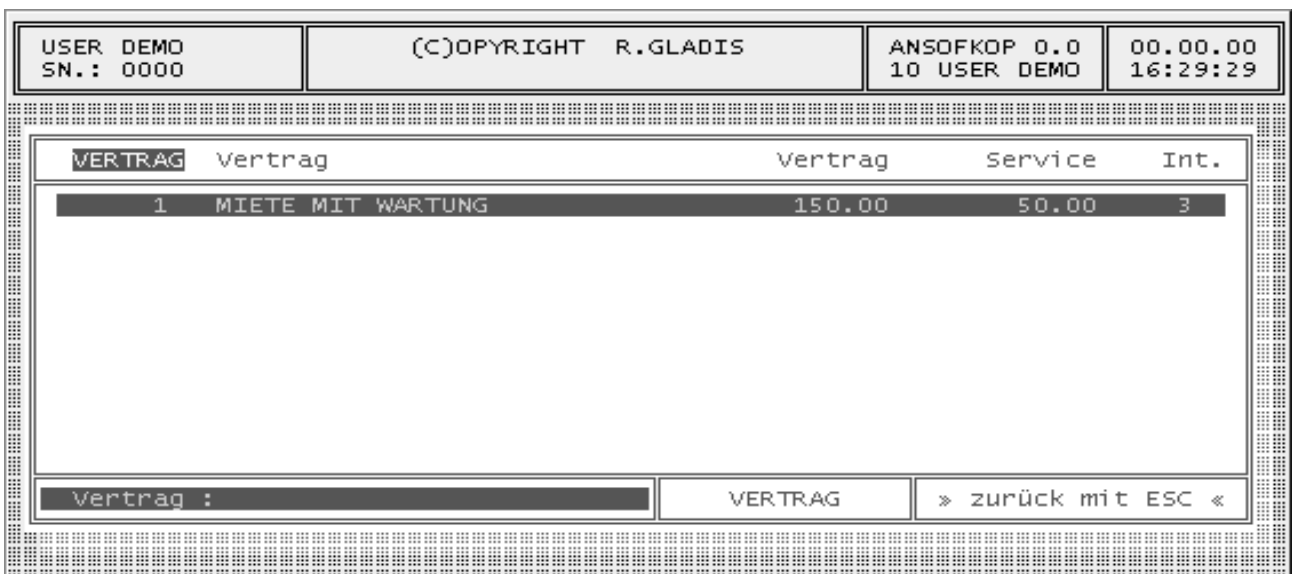 USER DEMO (C)OPYRIGHT R.GLADIS ANSOFKOP 0.0 00.00.00
SN.: 0000 10 USER DEMO 16:29:29
VERTRAG Vertrag Vertrag Service Int.
1 MIETE MIT WARTUNG 150.00 50.00 3
Vertrag : VERTRAG » zurück mit ESC «